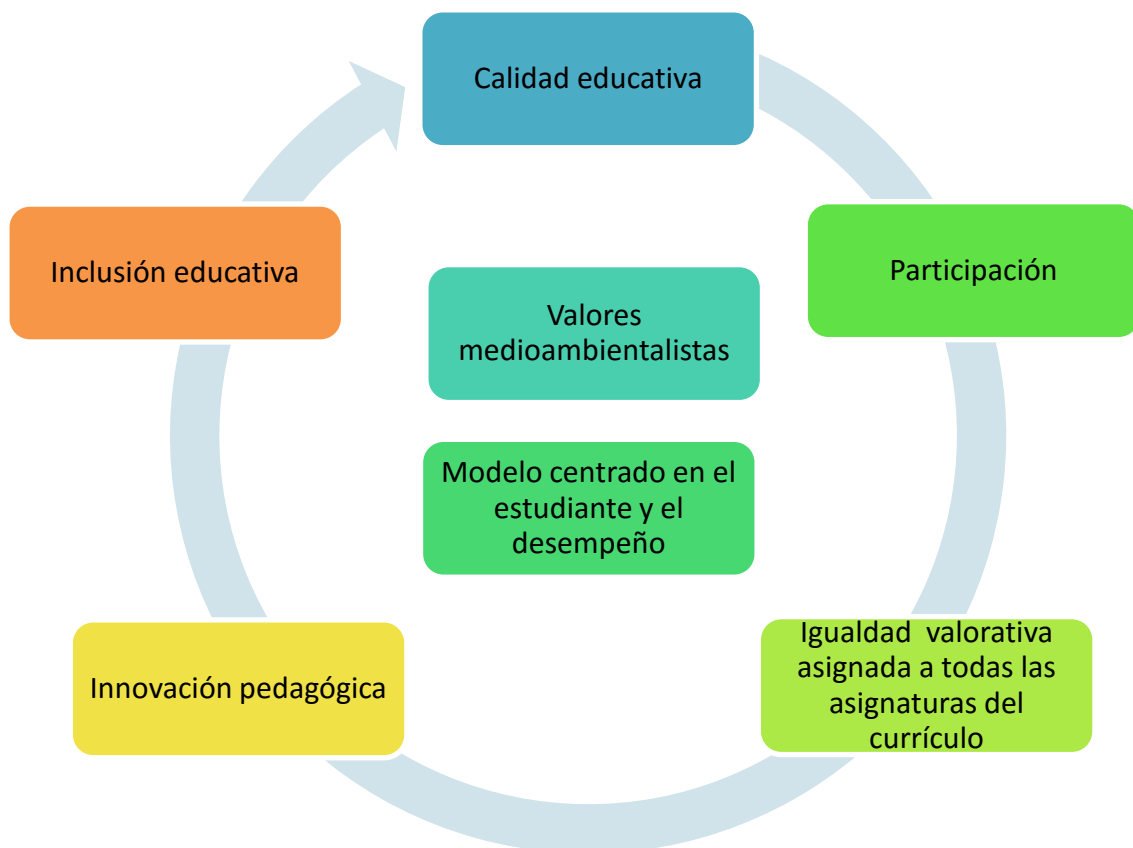 Calidad educativa
Inclusión educativa
Participación
Valores
medioambientalistas
Modelo centrado en el
estudiante y el
desempeño
Innovación pedagógica
Igualdad  valorativa
asignada a todas las
asignaturas del
currículo